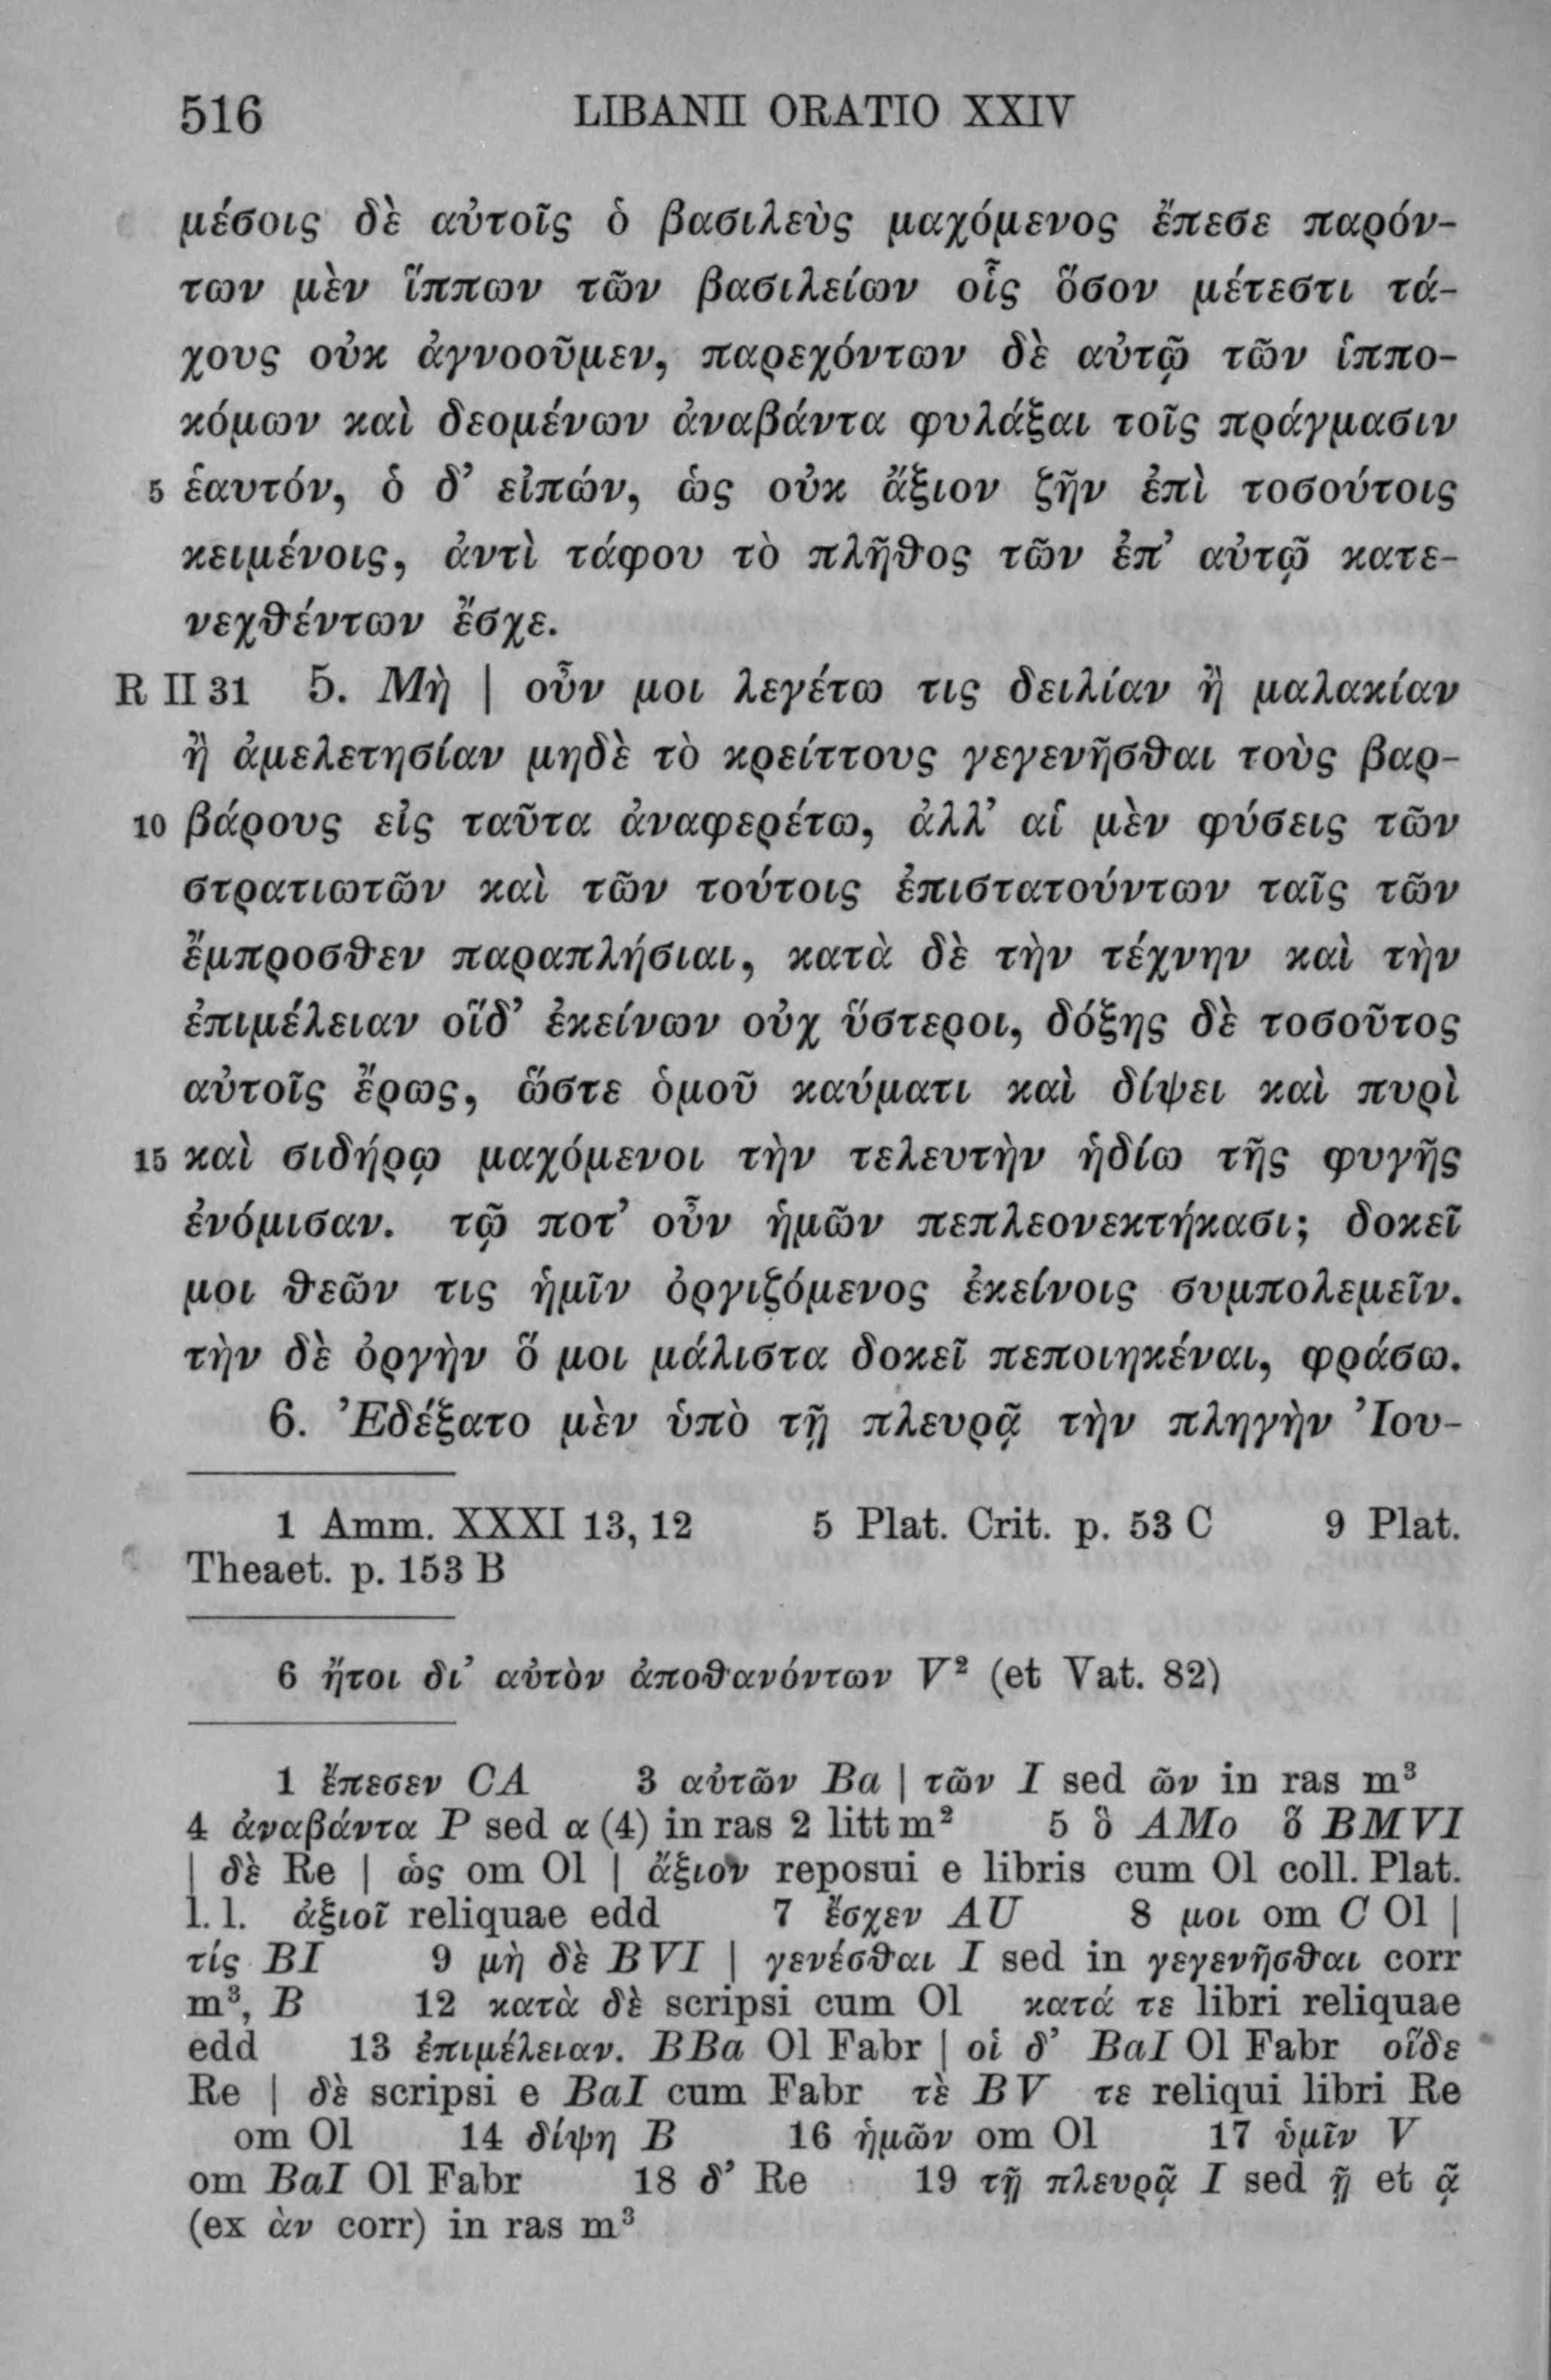 516 LIBANII ORATIO XXIV
μέσοις δὲ αὐτοῖς ὁ βασιλεὺς μαχόμενος ἔπεσε παρόν-
των μὲν ἵππων τῶν βασιλείων οἷς ὅσον μέτεστι τά-
χους οὐκ ἀγνοοῦμεν, παρεχόντων δὲ αὐτῷ τῶν ἱππο-
κόμων καὶ δεομένων ἀναβάντα φυλάξαι τοῖς πράγμασιν
5 ἑαυτόν, ὁ δ’ εἰπών, ὡς οὐκ ἄξιον ζῆν ἐπὶ τοσούτοις
κειμένοις, ἀντὶ τάφου τὸ πλῆθος τῶν ἐπ’ αὐτῷ κατε-
νεχθέντων ἔσχε.
R II 31 5. Μὴ | οὖν μοι λεγέτω τις δειλίαν ἢ μαλακίαν
ἢ ἀμελετησίαν μηδὲ τὸ κρείττους γεγενῆσθαι τοὺς βαρ-
10 βάρους εἰς ταῦτα ἀναφερέτω, ἀλλ’ αἱ μὲν φύσεις τῶν
στρατιωτῶν καὶ τῶν τούτοις ἐπιστατούντων ταῖς τῶν
ἔμπροσθεν παραπλήσιαι, κατὰ δὲ τὴν τέχνην καὶ τὴν
ἐπιμέλειαν οἵδ’ ἐκείνων οὐχ ὕστεροι, δόξης δὲ τοσοῦτος
αὐτοῖς ἔρως, ὥστε ὁμοῦ καύματι καὶ δίψει καὶ πυρὶ
15 καὶ σιδήρῳ μαχόμενοι τὴν τελευτὴν ἡδίω τῆς φυγῆς
ἐνόμισαν. τῷ ποτ’ οὖν ἡμῶν πεπλεονεκτήκασι; δοκεῖ
μοι θεῶν τις ἡμῖν ὀργιζόμενος ἐκείνοις συμπολεμεῖν.
τὴν δὲ ὀργὴν ὅ μοι μάλιστα δοκεῖ πεποιηκέναι, φράσω.
6. Ἐδέξατο μὲν ὑπὸ τῇ πλευρᾷ τὴν πληγὴν Ἰου-
1 Amm. XXXI 13, 12 5 Plat. Crit. p. 53 C 9 Plat.
Theaet. p. 153 B
6 ἤτοι δι’ αὐτὸν ἀποθανόντων V² (et Vat. 82)
1 ἔπεσεν CA 3 αὐτῶν Ba | τῶν I sed ῶν in ras m³
4 ἀναβάντα P sed α (4) in ras 2 litt m² 5 ὃ AMo ὅ BMVI
| δὲ Re | ὡς om Ol | ἄξιον reposui e libris cum Ol coll. Plat.
l. l. ἀξιοῖ reliquae edd 7 ἔσχεν AU 8 μοι om C Ol |
τίς BI 9 μὴ δὲ BVI | γενέσθαι I sed in γεγενῆσθαι corr
m³, B 12 κατὰ δὲ scripsi cum Ol κατά τε libri reliquae
edd 13 ἐπιμέλειαν. BBa Ol Fabr | οἱ δ’ BaI Ol Fabr οἵδε
Re | δὲ scripsi e BaI cum Fabr τὲ BV τε reliqui libri Re
om Ol 14 δίψη B 16 ἡμῶν om Ol 17 ὑμῖν V
om BaI Ol Fabr 18 δ’ Re 19 τῇ πλευρᾷ I sed ῇ et ᾷ
(ex ὰν corr) in ras m³